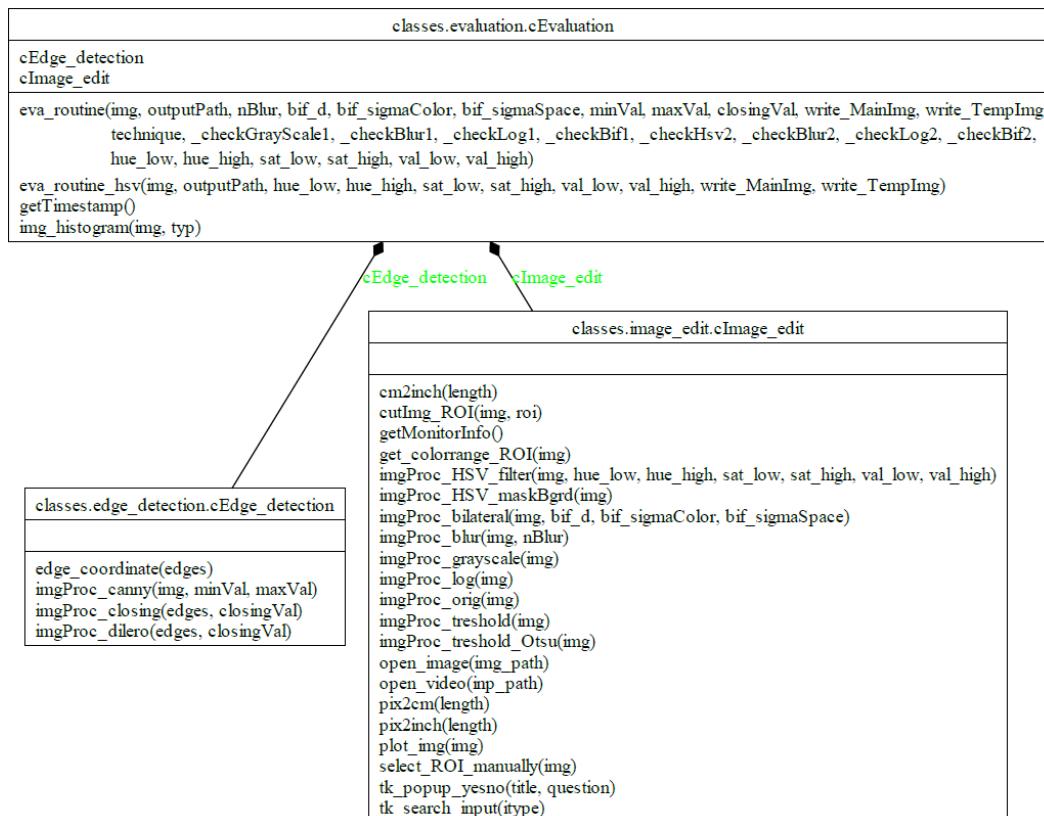 classes.evaluation.cEvaluation
cEdge_detection
cImage_edit
eva_routine(img, outputPath, nBlur, bif_d, bif_sigmaColor, bif_sigmaSpace, minVal, maxVal, closingVal, write_MainImg, write_TempImg
technique, _checkGrayScale1, _checkBlur1, _checkLog1, _checkBif1, _checkHsv2, _checkBlur2, _checkLog2, _checkBif2,
hue_low, hue_high, sat_low, sat_high, val_low, val_high)
eva_routine_hsv(img, outputPath, hue_low, hue_high, sat_low, sat_high, val_low, val_high, write_MainImg, write_TempImg)
getTimestamp()
img_histogram(img, typ)
cEdge_detection
cImage_edit
classes.image_edit.cImage_edit
cm2inch(length)
cutImg_ROI(img, roi)
getMonitorInfo()
get_colorrange_ROI(img)
imgProc_HSV_filter(img, hue_low, hue_high, sat_low, sat_high, val_low, val_high)
imgProc_HSV_maskBgrd(img)
imgProc_bilateral(img, bif_d, bif_sigmaColor, bif_sigmaSpace)
imgProc_blur(img, nBlur)
imgProc_grayscale(img)
imgProc_log(img)
imgProc_orig(img)
imgProc_treshold(img)
imgProc_treshold_Otsu(img)
open_image(img_path)
open_video(inp_path)
pix2cm(length)
pix2inch(length)
plot_img(img)
select_ROI_manually(img)
tk_popup_yesno(title, question)
tk_search_input(itype)
classes.edge_detection.cEdge_detection
edge_coordinate(edges)
imgProc_canny(img, minVal, maxVal)
imgProc_closing(edges, closingVal)
imgProc_dilero(edges, closingVal)